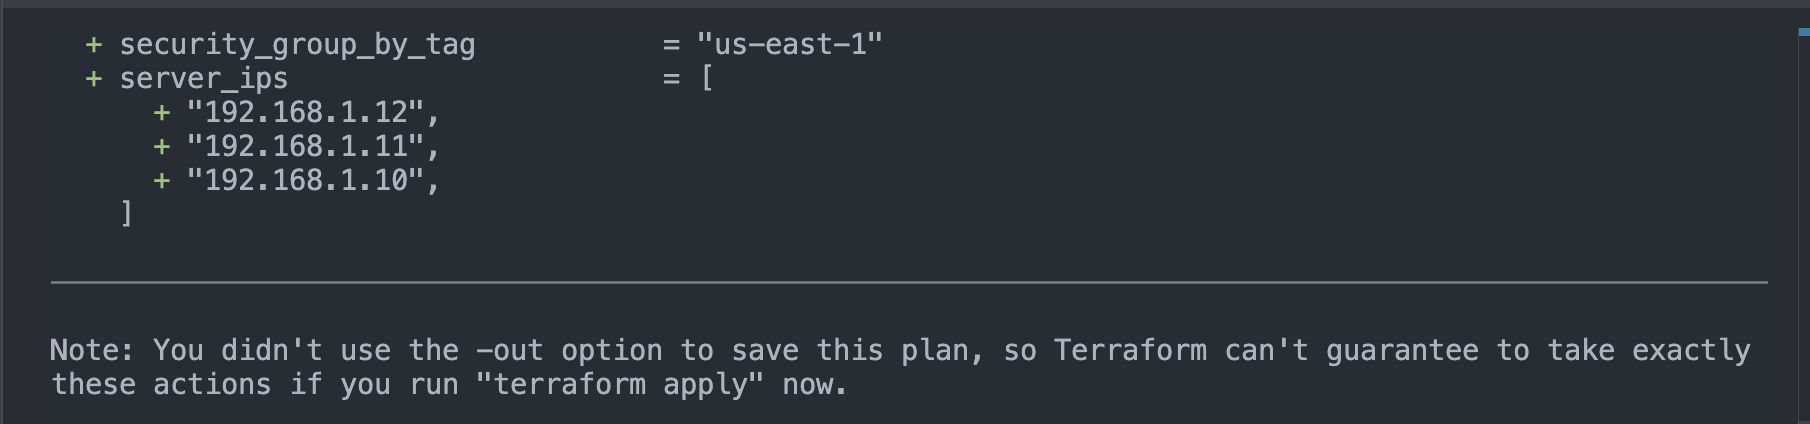 + security_group_by_tag = "us-east-1"
+ server_ips = [
+ "192.168.1.12",
+ "192.168.1.11",
+ "192.168.1.10",
]
Note: You didn't use the -out option to save this plan, so Terraform can't guarantee to take exactly
these actions if you run "terraform apply" now.